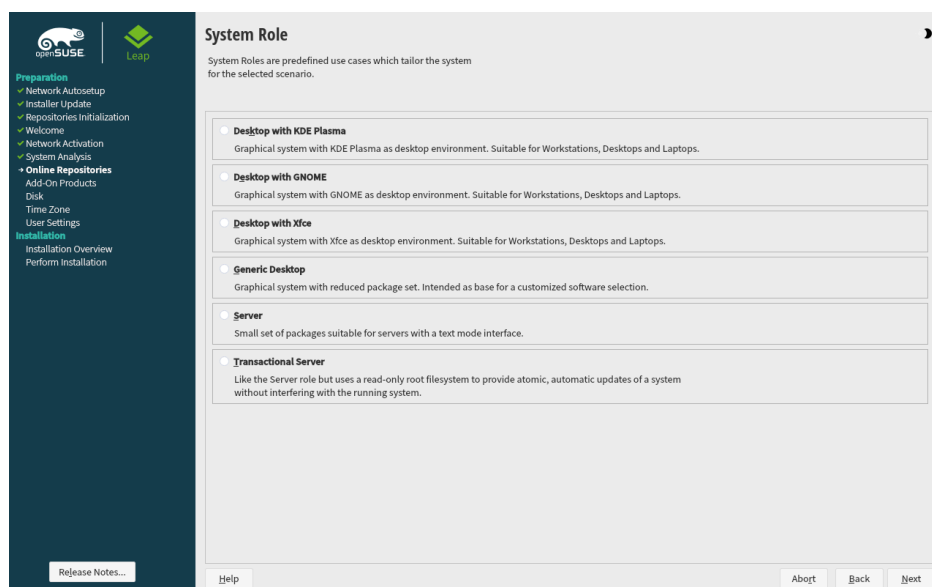 openSUSE
Leap
Preparation
Network Autosetup
Installer Update
Repositories Initialization
Welcome
Network Activation
System Analysis
Online Repositories
Add-On Products
Disk
Time Zone
User Settings
Installation
Installation Overview
Perform Installation
Release Notes...
System Role
System Roles are predefined use cases which tailor the system
for the selected scenario.
Desktop with KDE Plasma
Graphical system with KDE Plasma as desktop environment. Suitable for Workstations, Desktops and Laptops.
Desktop with GNOME
Graphical system with GNOME as desktop environment. Suitable for Workstations, Desktops and Laptops.
Desktop with Xfce
Graphical system with Xfce as desktop environment. Suitable for Workstations, Desktops and Laptops.
Generic Desktop
Graphical system with reduced package set. Intended as base for a customized software selection.
Server
Small set of packages suitable for servers with a text mode interface.
Transactional Server
Like the Server role but uses a read-only root filesystem to provide atomic, automatic updates of a system
without interfering with the running system.
Help
Abort
Back
Next